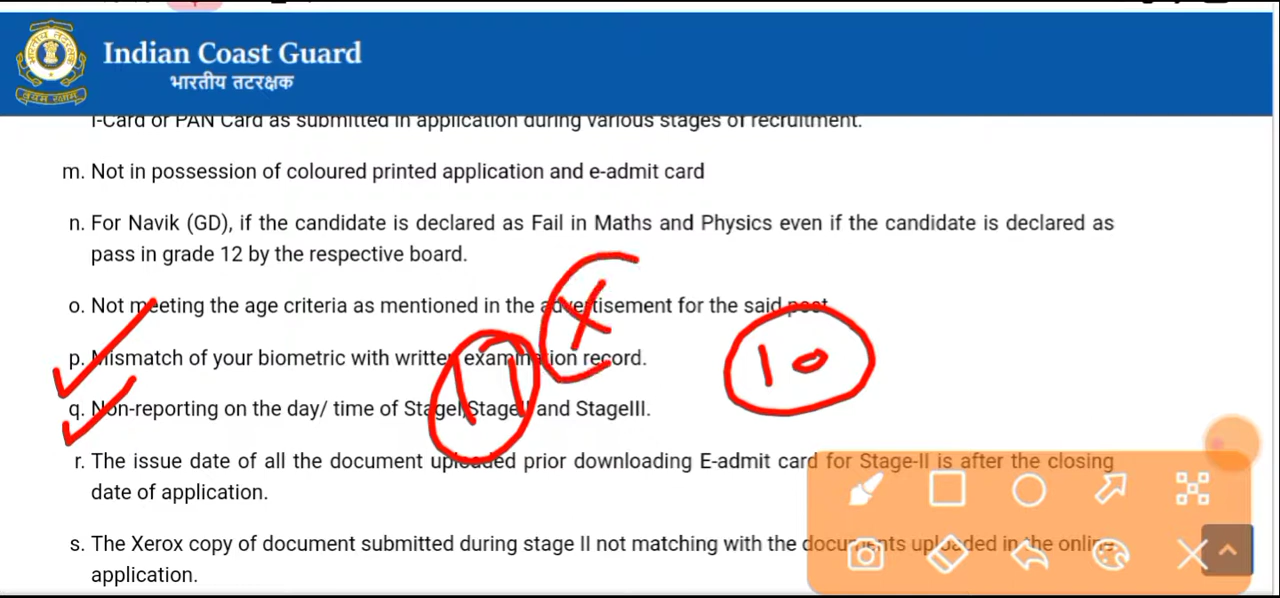 Indian Coast Guard
भारतीय तटरक्षक
I-Card or PAN Card as submitted in application during various stages of recruitment.
m. Not in possession of coloured printed application and e-admit card
n. For Navik (GD), if the candidate is declared as Fail in Maths and Physics even if the candidate is declared as
pass in grade 12 by the respective board.
o. Not meeting the age criteria as mentioned in the advertisement for the said post
p. Mismatch of your biometric with written examination record.
10
q. Non-reporting on the day/ time of StageI,StageII and StageIII.
r. The issue date of all the document uploaded prior downloading E-admit card for Stage-II is after the closing
date of application.
s. The Xerox copy of document submitted during stage II not matching with the documents uploaded in the online
application.